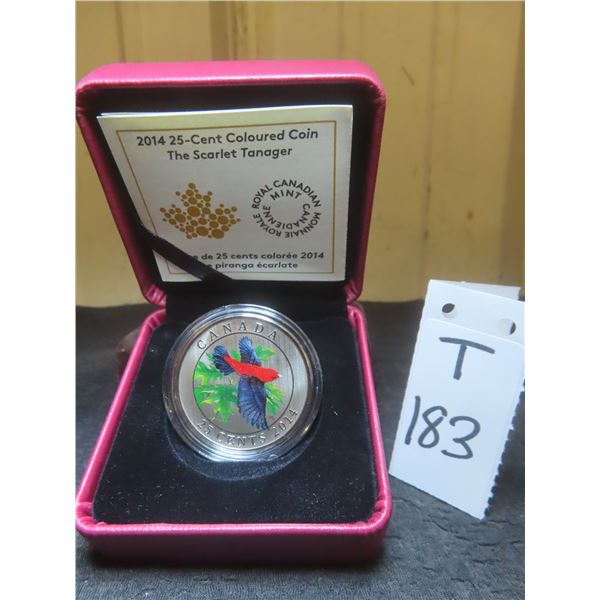 2014 25-Cent Coloured Coin
The Scarlet Tanager
ROYAL CANADIAN MINT
MONNAIE ROYALE CANADIENNE
de 25 cents colorée 2014
piranga écarlate
CANADA
25 CENTS 2014
T
183